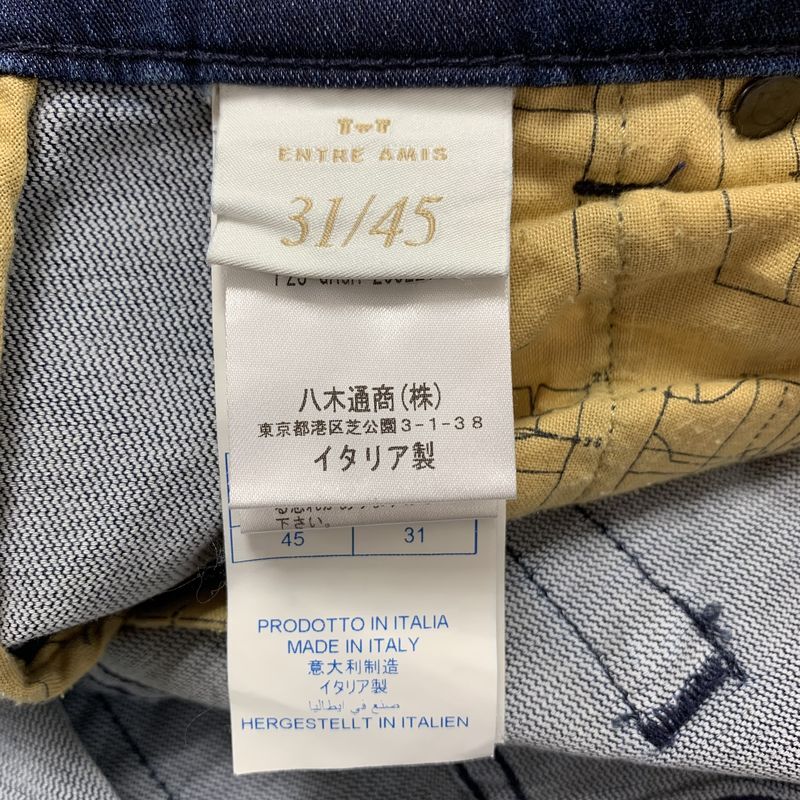 ENTRE AMIS
31/45
八木通商(株)
東京都港区芝公園3-1-38
イタリア製
下さい。
45 31
PRODOTTO IN ITALIA
MADE IN ITALY
意大利制造
イタリア製
صنع في ايطاليا
HERGESTELLT IN ITALIEN